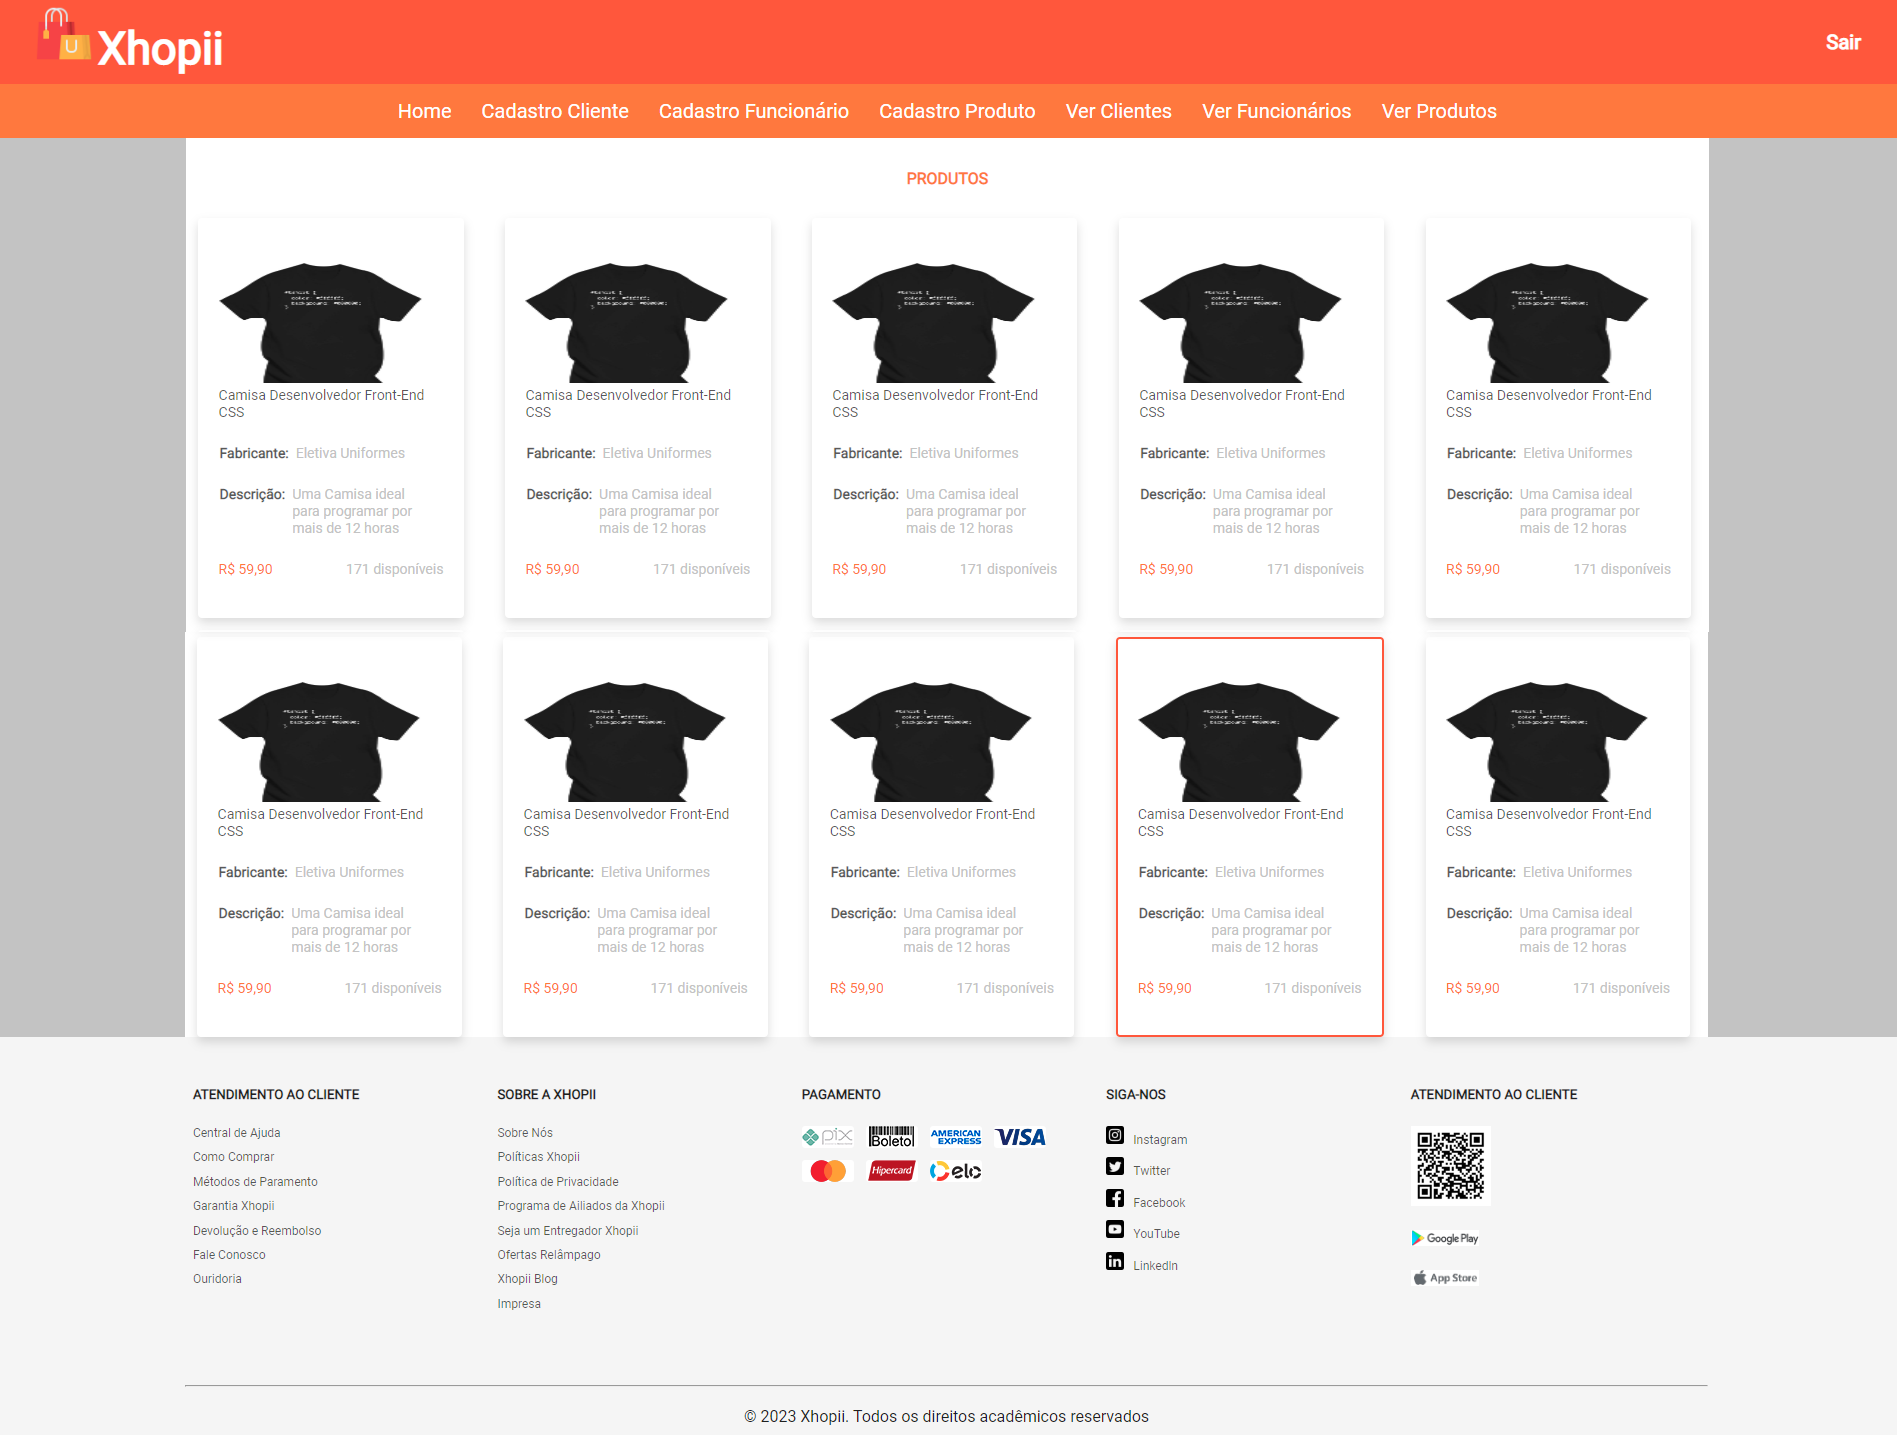 Xhopii
Sair
Home Cadastro Cliente Cadastro Funcionário Cadastro Produto Ver Clientes Ver Funcionários Ver Produtos
PRODUTOS
Camisa Desenvolvedor Front-End
CSS
Fabricante: Eletiva Uniformes
Descrição: Uma Camisa ideal
para programar por
mais de 12 horas
R$ 59,90 171 disponíveis
Camisa Desenvolvedor Front-End
CSS
Fabricante: Eletiva Uniformes
Descrição: Uma Camisa ideal
para programar por
mais de 12 horas
R$ 59,90 171 disponíveis
Camisa Desenvolvedor Front-End
CSS
Fabricante: Eletiva Uniformes
Descrição: Uma Camisa ideal
para programar por
mais de 12 horas
R$ 59,90 171 disponíveis
Camisa Desenvolvedor Front-End
CSS
Fabricante: Eletiva Uniformes
Descrição: Uma Camisa ideal
para programar por
mais de 12 horas
R$ 59,90 171 disponíveis
Camisa Desenvolvedor Front-End
CSS
Fabricante: Eletiva Uniformes
Descrição: Uma Camisa ideal
para programar por
mais de 12 horas
R$ 59,90 171 disponíveis
Camisa Desenvolvedor Front-End
CSS
Fabricante: Eletiva Uniformes
Descrição: Uma Camisa ideal
para programar por
mais de 12 horas
R$ 59,90 171 disponíveis
Camisa Desenvolvedor Front-End
CSS
Fabricante: Eletiva Uniformes
Descrição: Uma Camisa ideal
para programar por
mais de 12 horas
R$ 59,90 171 disponíveis
Camisa Desenvolvedor Front-End
CSS
Fabricante: Eletiva Uniformes
Descrição: Uma Camisa ideal
para programar por
mais de 12 horas
R$ 59,90 171 disponíveis
Camisa Desenvolvedor Front-End
CSS
Fabricante: Eletiva Uniformes
Descrição: Uma Camisa ideal
para programar por
mais de 12 horas
R$ 59,90 171 disponíveis
Camisa Desenvolvedor Front-End
CSS
Fabricante: Eletiva Uniformes
Descrição: Uma Camisa ideal
para programar por
mais de 12 horas
R$ 59,90 171 disponíveis
ATENDIMENTO AO CLIENTE
Central de Ajuda
Como Comprar
Métodos de Paramento
Garantia Xhopii
Devolução e Reembolso
Fale Conosco
Ouridoria
SOBRE A XHOPII
Sobre Nós
Políticas Xhopii
Política de Privacidade
Programa de Ailiados da Xhopii
Seja um Entregador Xhopii
Ofertas Relâmpago
Xhopii Blog
Impresa
PAGAMENTO
pix Boleto AMERICAN EXPRESS VISA
Hipercard elo
SIGA-NOS
Instagram
Twitter
Facebook
YouTube
LinkedIn
ATENDIMENTO AO CLIENTE
Google Play
App Store
© 2023 Xhopii. Todos os direitos acadêmicos reservados